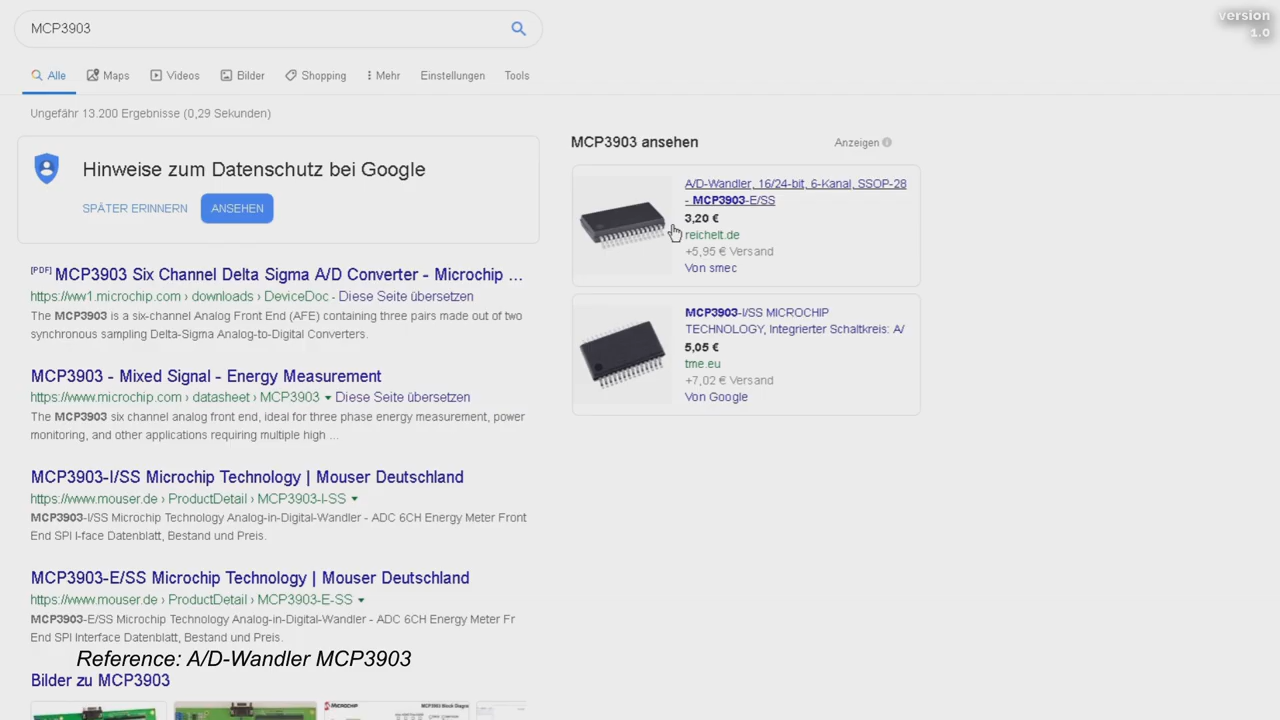 MCP3903
version
1.0
Alle
Maps
Videos
Bilder
Shopping
Mehr
Einstellungen
Tools
Ungefähr 13.200 Ergebnisse (0,29 Sekunden)
Hinweise zum Datenschutz bei Google
SPÄTER ERINNERN
ANSEHEN
[PDF] MCP3903 Six Channel Delta Sigma A/D Converter - Microchip ...
https://ww1.microchip.com › downloads › DeviceDoc - Diese Seite übersetzen
The MCP3903 is a six-channel Analog Front End (AFE) containing three pairs made out of two
synchronous sampling Delta-Sigma Analog-to-Digital Converters.
MCP3903 - Mixed Signal - Energy Measurement
https://www.microchip.com › datasheet › MCP3903 ▾ Diese Seite übersetzen
The MCP3903 six channel analog front end, ideal for three phase energy measurement, power
monitoring, and other applications requiring multiple high ...
MCP3903-I/SS Microchip Technology | Mouser Deutschland
https://www.mouser.de › ProductDetail › MCP3903-I-SS ▾
MCP3903-I/SS Microchip Technology Analog-in-Digital-Wandler - ADC 6CH Energy Meter Front
End SPI I-face Datenblatt, Bestand und Preis.
MCP3903-E/SS Microchip Technology | Mouser Deutschland
https://www.mouser.de › ProductDetail › MCP3903-E-SS ▾
MCP3903-E/SS Microchip Technology Analog-in-Digital-Wandler - ADC 6CH Energy Meter Fr
End SPI Interface Datenblatt, Bestand und Preis.
Reference: A/D-Wandler MCP3903
Bilder zu MCP3903
MICROCHIP
MCP3903 Block Diagram
MCP3903 ansehen
Anzeigen
A/D-Wandler, 16/24-bit, 6-Kanal, SSOP-28
- MCP3903-E/SS
3,20 €
reichelt.de
+5,95 € Versand
Von smec
MCP3903-I/SS MICROCHIP
TECHNOLOGY, Integrierter Schaltkreis: A/
5,05 €
tme.eu
+7,02 € Versand
Von Google